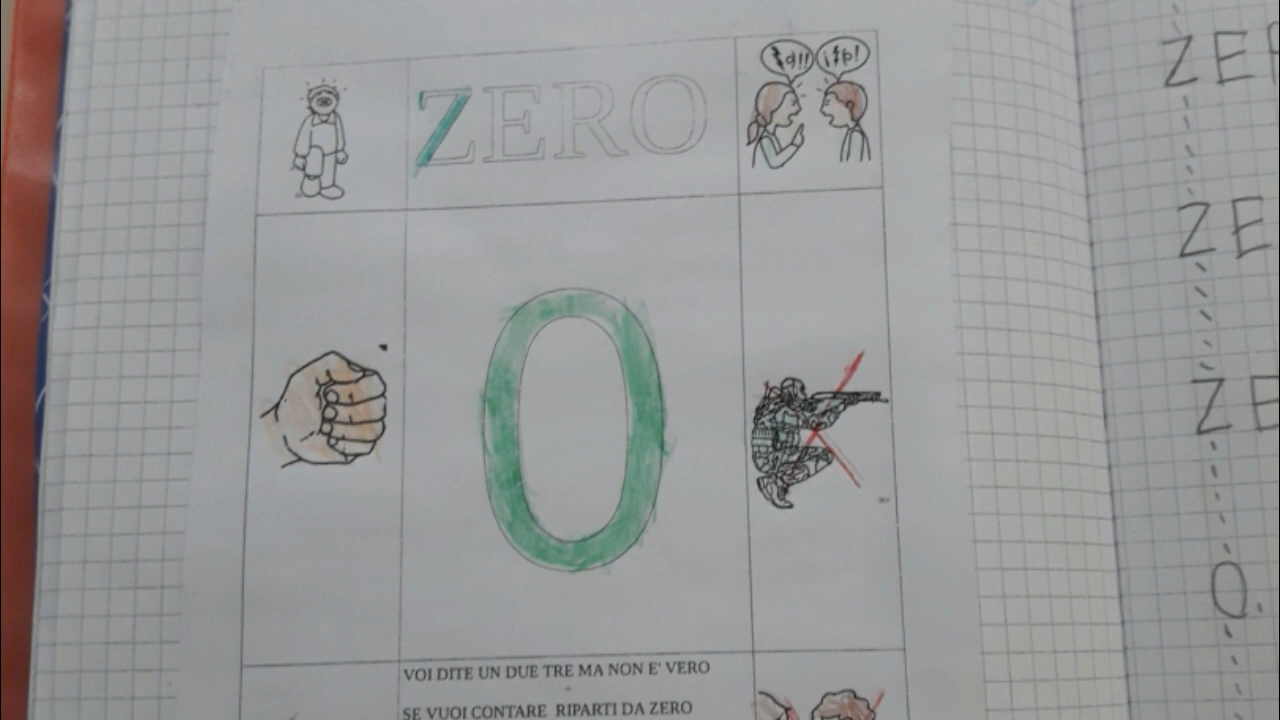 ZERO
0
VOI DITE UN DUE TRE MA NON E' VERO
SE VUOI CONTARE RIPARTI DA ZERO
ZE
ZE
ZE
0.